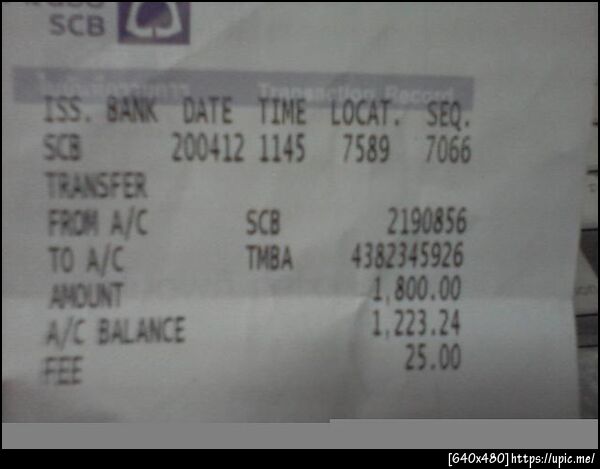 SCB
Transaction Record
ISS. BANK DATE TIME LOCAT. SEQ.
SCB 200412 1145 7589 7066
TRANSFER
FROM A/C SCB 2190856
TO A/C TMBA 4382345926
AMOUNT 1,800.00
A/C BALANCE 1,223.24
FEE 25.00
[640x480]https://upic.me/